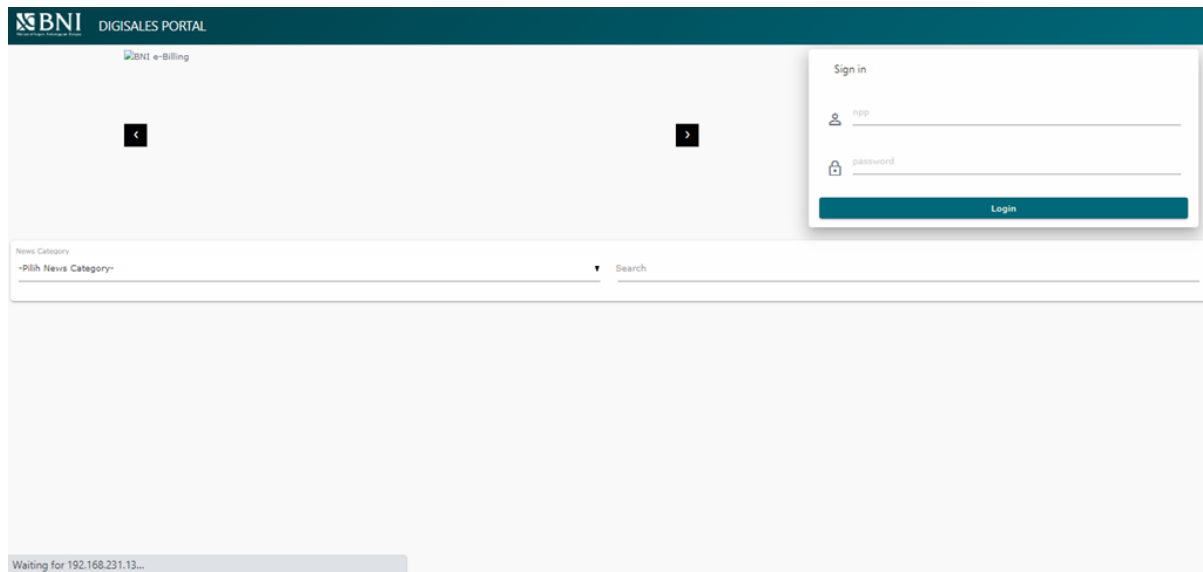 BNI DIGISALES PORTAL
BNI e-Billing
Sign in
npp
password
Login
News Category
-Pilih News Category-
Search
Waiting for 192.168.231.13...